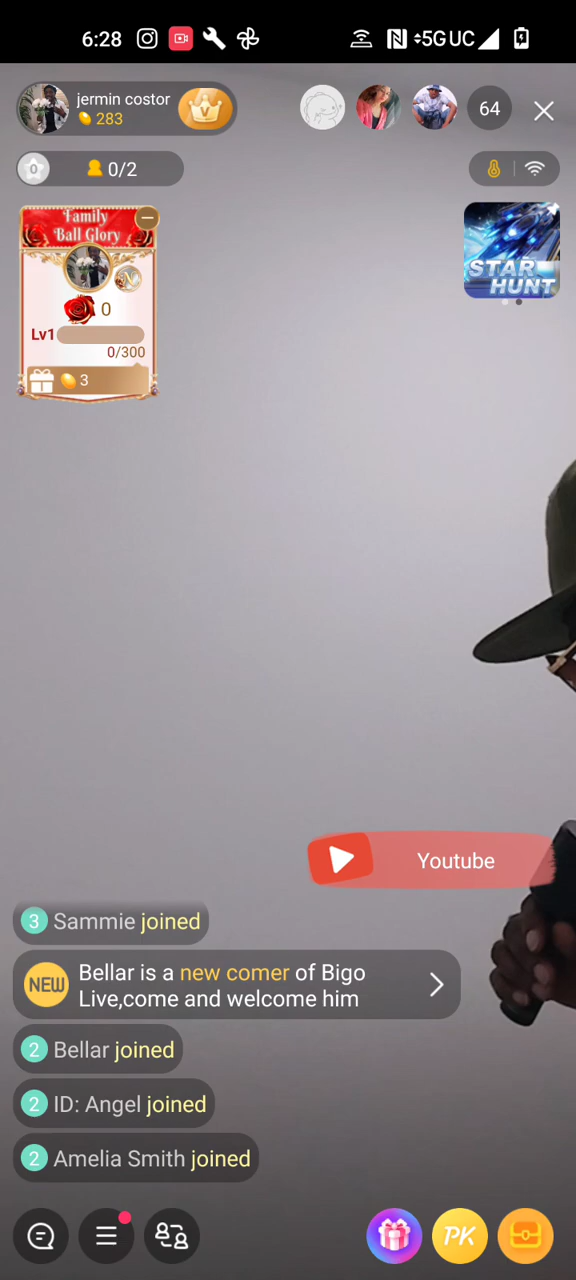 6:28
5G UC
jermin costor
283
V
64
0
0/2
Family
Ball Glory
0
Lv1
0/300
3
STAR
HUNT
Youtube
3 Sammie joined
NEW
Bellar is a new comer of Bigo
Live,come and welcome him
2 Bellar joined
2 ID: Angel joined
2 Amelia Smith joined
PK